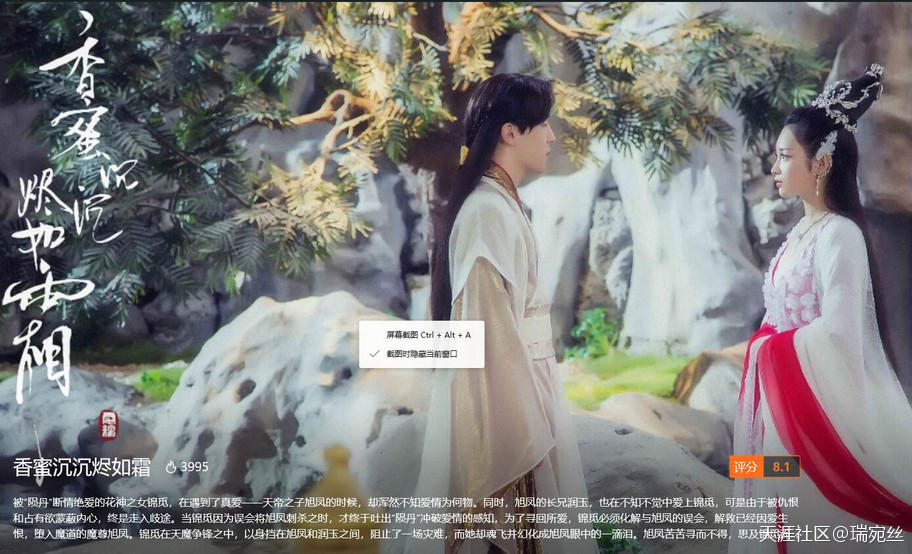 香蜜沉沉
烬如霜
相
屏幕截图 Ctrl + Alt + A
截图时隐藏当前窗口
香蜜沉沉烬如霜 3995
评分 8.1
被“陨丹”断情绝爱的花神之女锦觅，在遇到了真爱——天帝之子旭凤的时候，却浑然不知爱情为何物。同时，旭凤的长兄润玉，也在不知不觉中爱上锦觅，可是由于被仇恨
和占有欲蒙蔽内心，终是走入歧途。当锦觅因为误会将旭凤刺杀之时，才终于吐出“陨丹”冲破爱情的感知，为了寻回所爱，锦觅必须化解与旭凤的误会，解救已经因爱生
恨，堕入魔道的魔尊旭凤。锦觅在天魔争锋之中，以身挡在旭凤和润玉之间，阻止了一场灾难，而她却魂飞幷幻化成旭凤眼中的一滴泪。旭凤苦苦寻而不得，思及
天涯社区@瑞宛丝